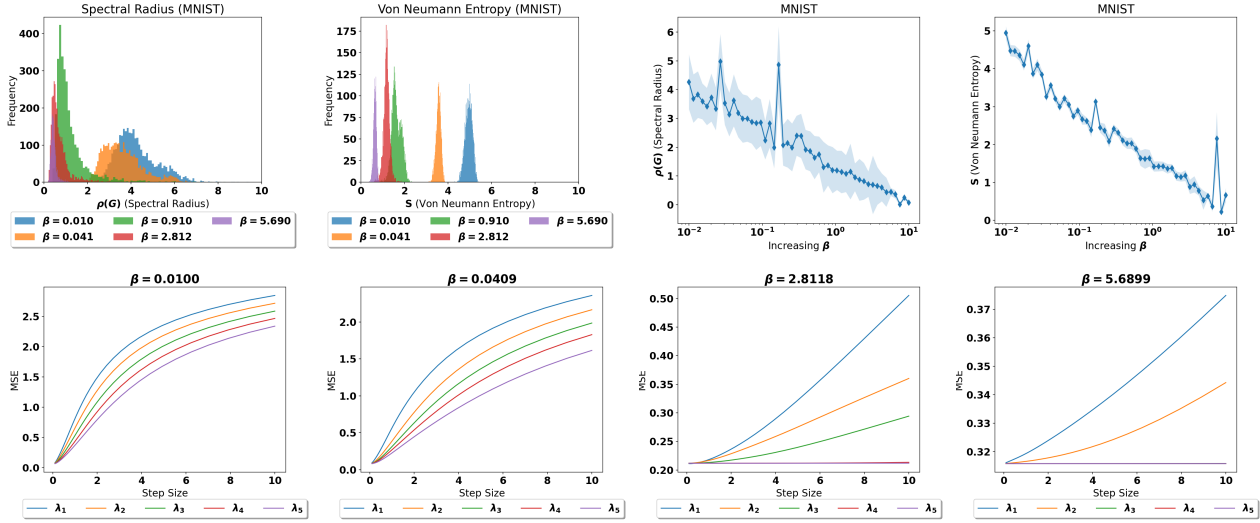 Spectral Radius (MNIST)
Frequency
400
300
200
100
0
0 2 4 6 8 10
ρ(G) (Spectral Radius)
β = 0.010 β = 0.910 β = 5.690
β = 0.041 β = 2.812
Von Neumann Entropy (MNIST)
Frequency
175
150
125
100
75
50
25
0
0 2 4 6 8 10
S (Von Neumann Entropy)
β = 0.010 β = 0.910 β = 5.690
β = 0.041 β = 2.812
MNIST
ρ(G) (Spectral Radius)
6
5
4
3
2
1
0
10⁻² 10⁻¹ 10⁰ 10¹
Increasing β
MNIST
S (Von Neumann Entropy)
5
4
3
2
1
0
10⁻² 10⁻¹ 10⁰ 10¹
Increasing β
β = 0.0100
MSE
2.5
2.0
1.5
1.0
0.5
0.0
0 2 4 6 8 10
Step Size
λ₁ λ₂ λ₃ λ₄ λ₅
β = 0.0409
MSE
2.0
1.5
1.0
0.5
0.0
0 2 4 6 8 10
Step Size
λ₁ λ₂ λ₃ λ₄ λ₅
β = 2.8118
MSE
0.50
0.45
0.40
0.35
0.30
0.25
0.20
0 2 4 6 8 10
Step Size
λ₁ λ₂ λ₃ λ₄ λ₅
β = 5.6899
MSE
0.37
0.36
0.35
0.34
0.33
0.32
0 2 4 6 8 10
Step Size
λ₁ λ₂ λ₃ λ₄ λ₅